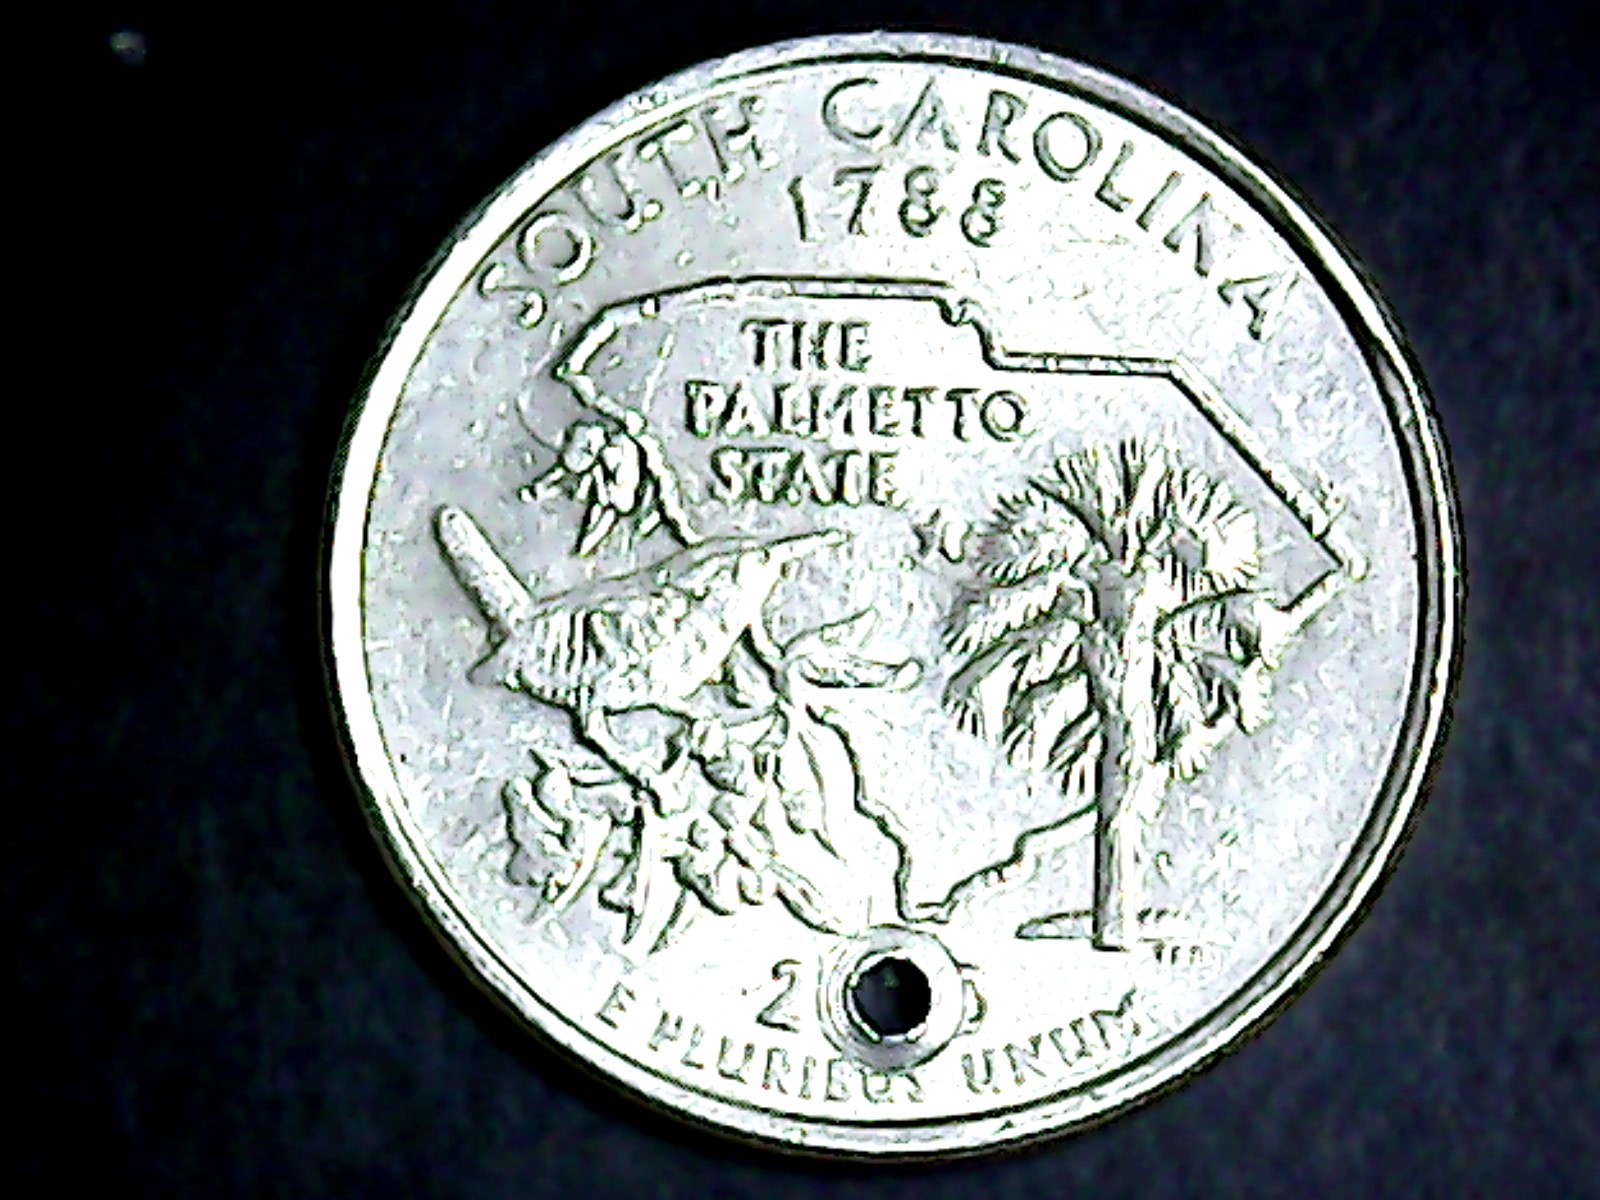 SOUTH CAROLINA
1788
THE
PALMETTO
STATE
E PLURIBUS UNUM